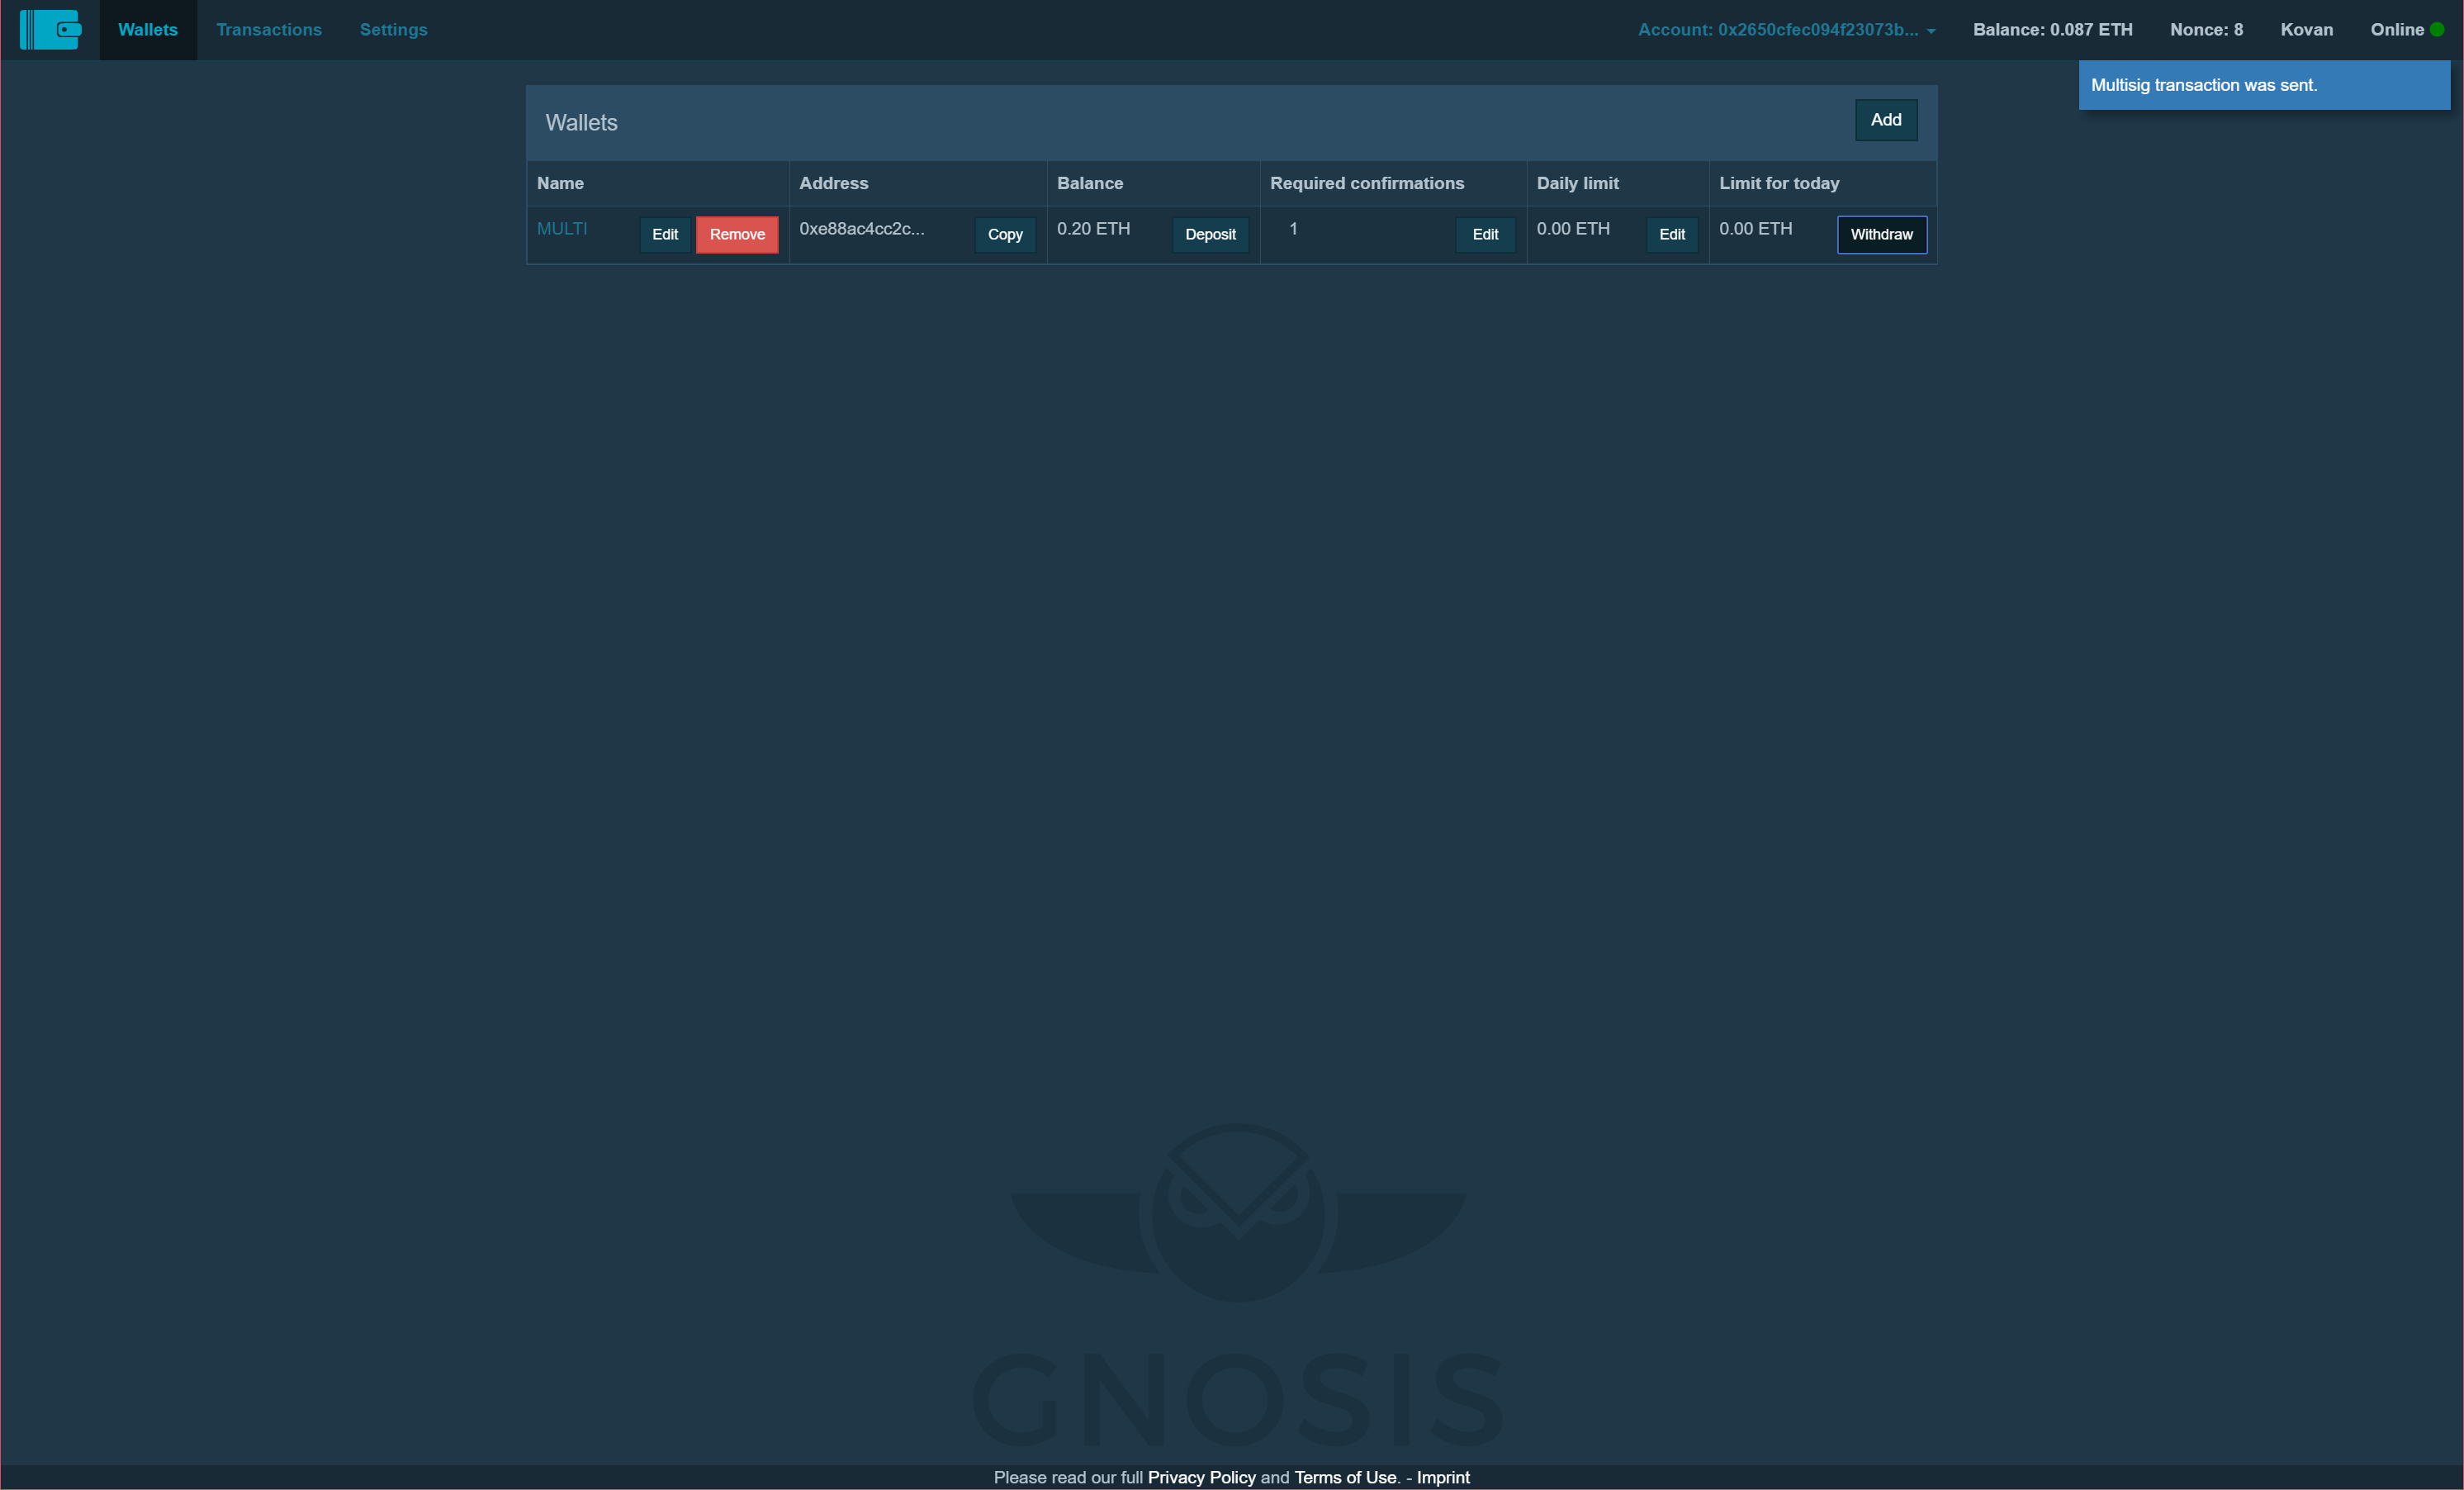 Wallets Transactions Settings Account: 0x2650cfec094f23073b... Balance: 0.087 ETH Nonce: 8 Kovan Online
Multisig transaction was sent.
Wallets Add
Name Address Balance Required confirmations Daily limit Limit for today
MULTI Edit Remove 0xe88ac4cc2c... Copy 0.20 ETH Deposit 1 Edit 0.00 ETH Edit 0.00 ETH Withdraw
GNOSIS
Please read our full Privacy Policy and Terms of Use. - Imprint